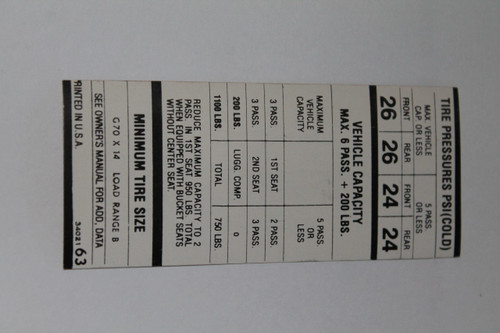 TIRE PRESSURES PSI(COLD)
MAX. VEHICLE CAP. OR LESS
5 PASS. OR LESS
FRONT REAR FRONT REAR
26 26 24 24
VEHICLE CAPACITY
MAX. 6 PASS. + 200 LBS.
MAXIMUM VEHICLE CAPACITY
5 PASS. OR LESS
3 PASS. 1ST SEAT 2 PASS.
3 PASS. 2ND SEAT 3 PASS.
200 LBS. LUGG. COMP. 0
1100 LBS. TOTAL 750 LBS.
REDUCE MAXIMUM CAPACITY TO 2
PASS. IN 1ST SEAT 950 LBS. TOTAL
WHEN EQUIPPED WITH BUCKET SEATS
WITHOUT CENTER SEAT.
MINIMUM TIRE SIZE
G70 X 14 LOAD RANGE B
SEE OWNER'S MANUAL FOR ADD. DATA
PRINTED IN U.S.A. 3402163